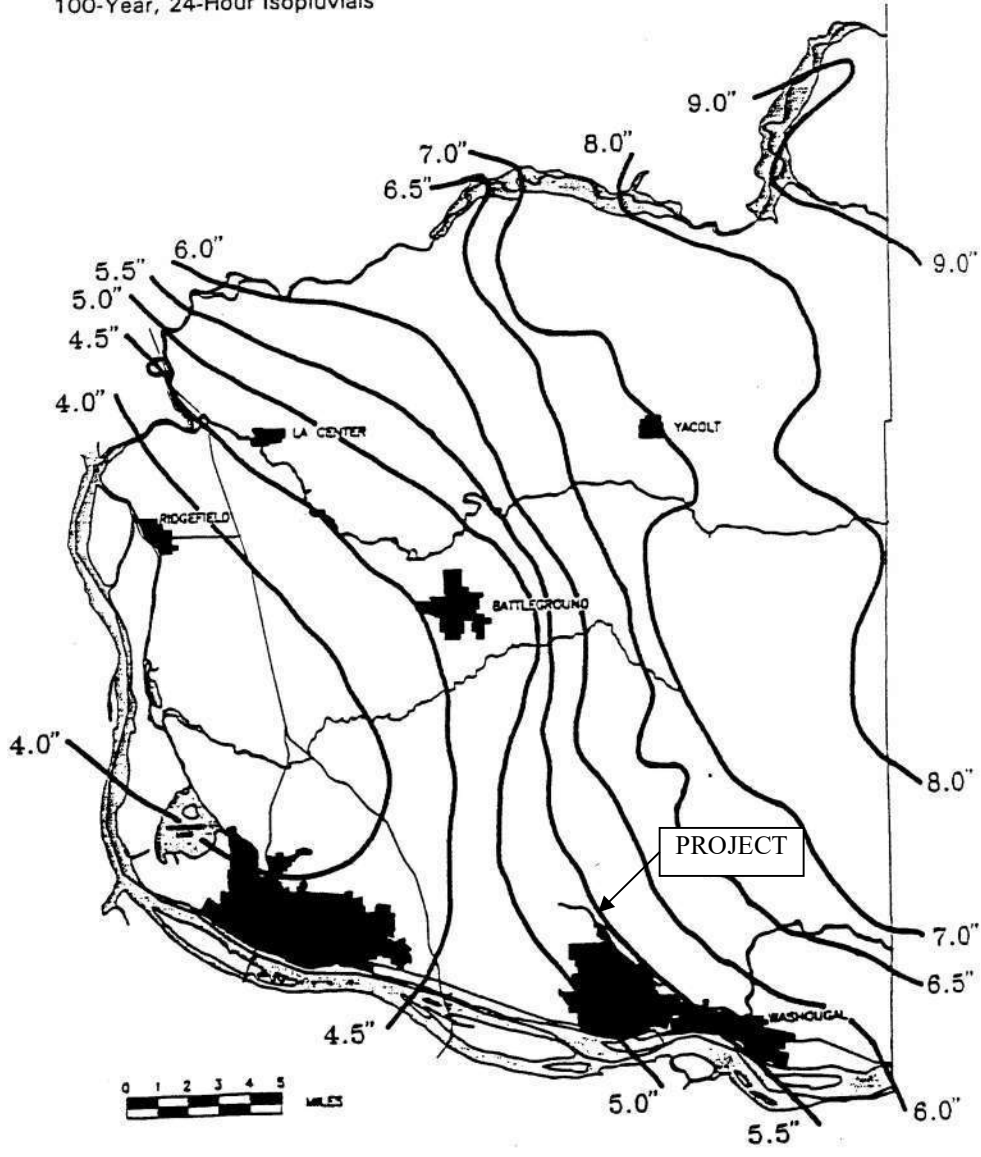 100-Year, 24-Hour Isopluvials
9.0"
8.0"
7.0"
6.5"
9.0"
6.0"
5.5"
5.0"
4.5"
4.0"
YACOLT
LA CENTER
RIDGEFIELD
BATTLEGROUND
4.0"
8.0"
PROJECT
7.0"
6.5"
WASHOUGAL
4.5"
0 1 2 3 4 5
MILES
5.0"
6.0"
5.5"